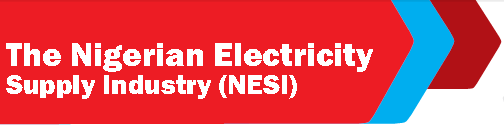 The Nigerian Electricity
Supply Industry (NESI)